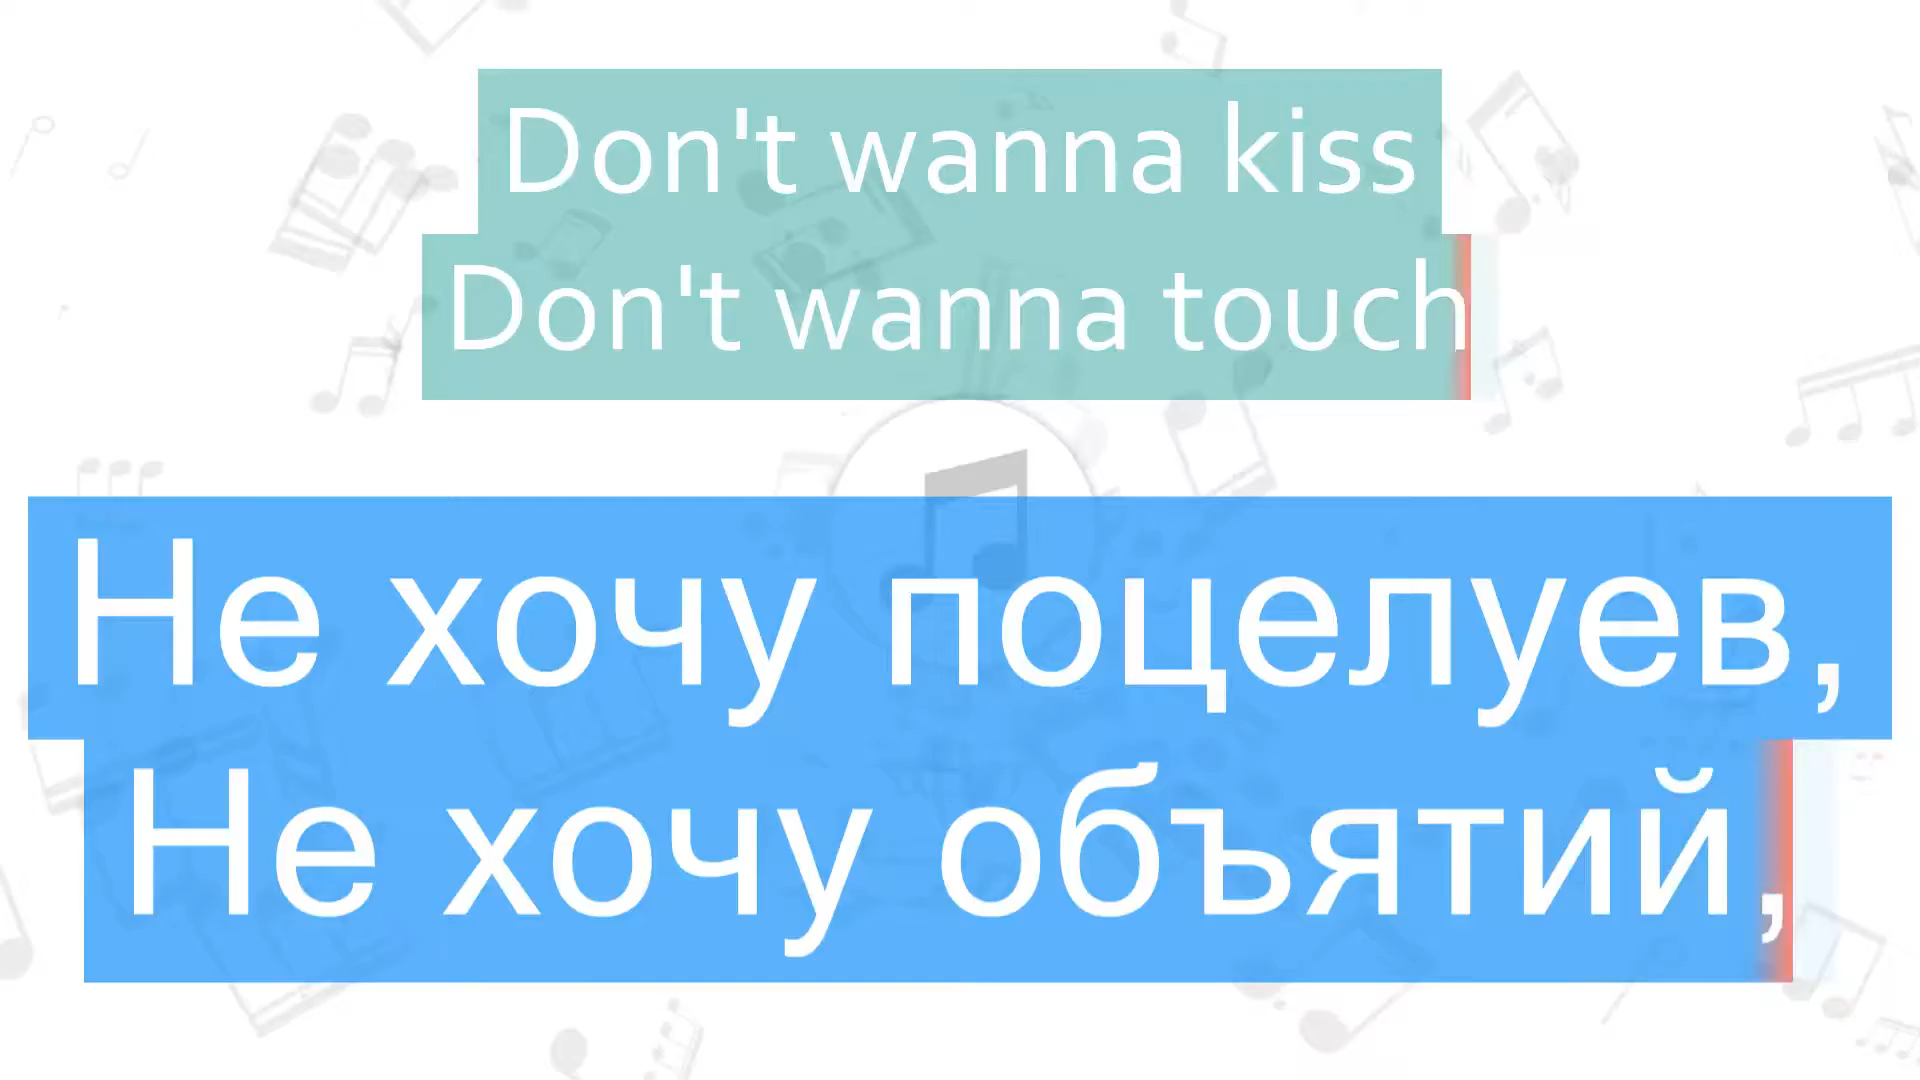 Don't wanna kiss
Don't wanna touch
Не хочу поцелуев,
Не хочу объятий,